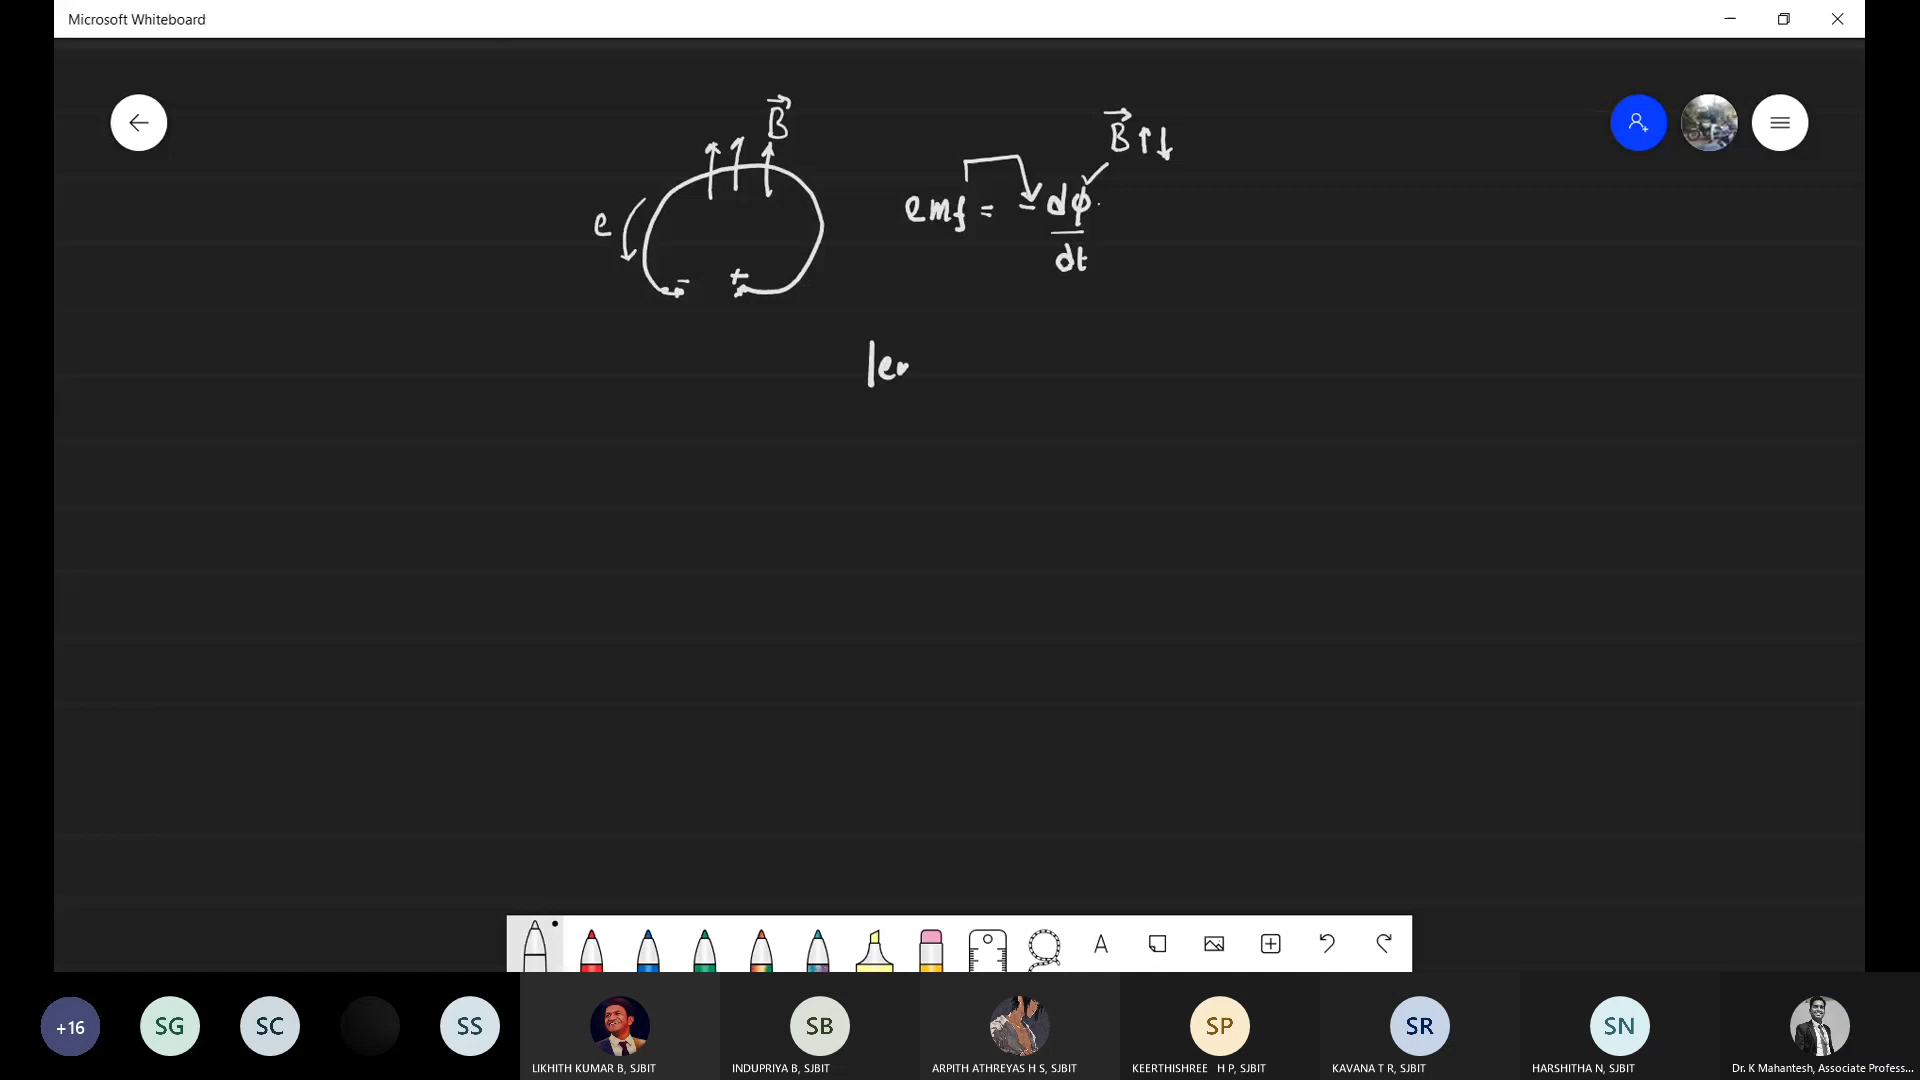 Microsoft Whiteboard
B
B↑↓
e
emf = - dϕ
dt
- +
A
+16
SG
SC
SS
SB
SP
SR
SN
LIKHITH KUMAR B, SJBIT
INDUPRIYA B, SJBIT
ARPITH ATHREYAS H S, SJBIT
KEERTHISHREE H P, SJBIT
KAVANA T R, SJBIT
HARSHITHA N, SJBIT
Dr. K Mahantesh, Associate Profess...